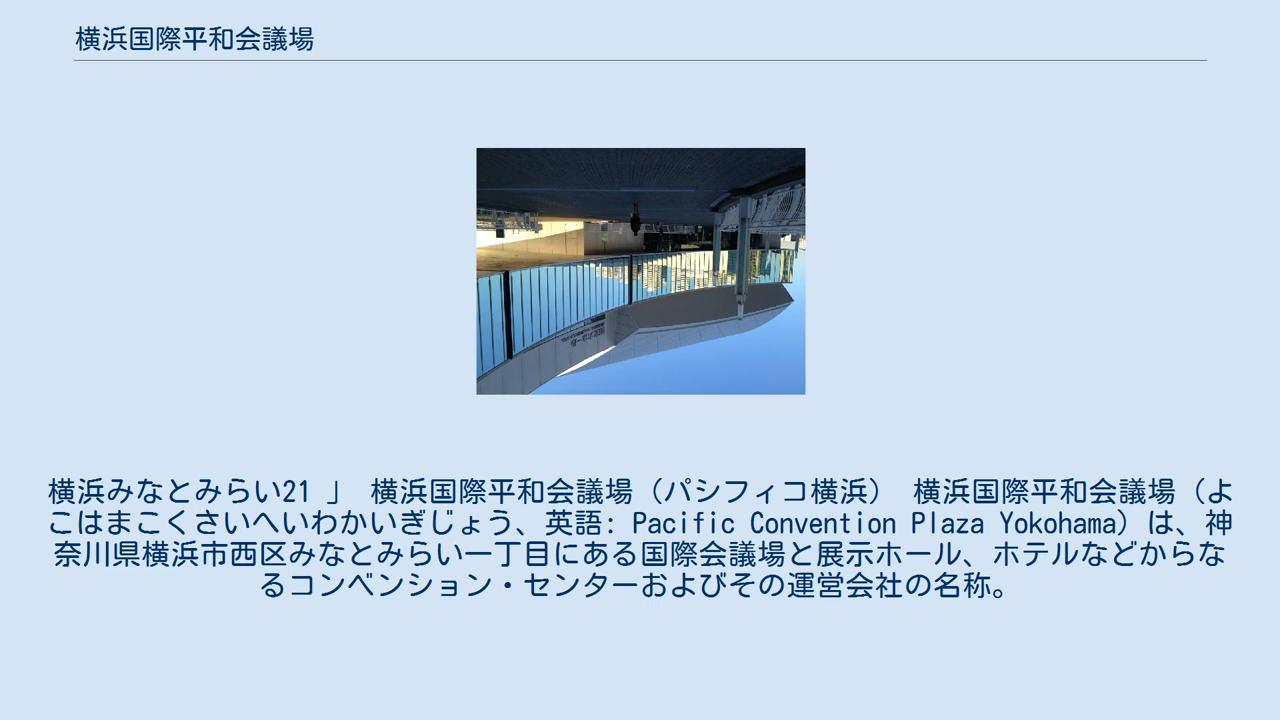 横浜国際平和会議場
横浜みなとみらい21 」 横浜国際平和会議場（パシフィコ横浜） 横浜国際平和会議場（よ
こはまこくさいへいわかいぎじょう、英語: Pacific Convention Plaza Yokohama）は、神
奈川県横浜市西区みなとみらい一丁目にある国際会議場と展示ホール、ホテルなどからな
るコンベンション・センターおよびその運営会社の名称。